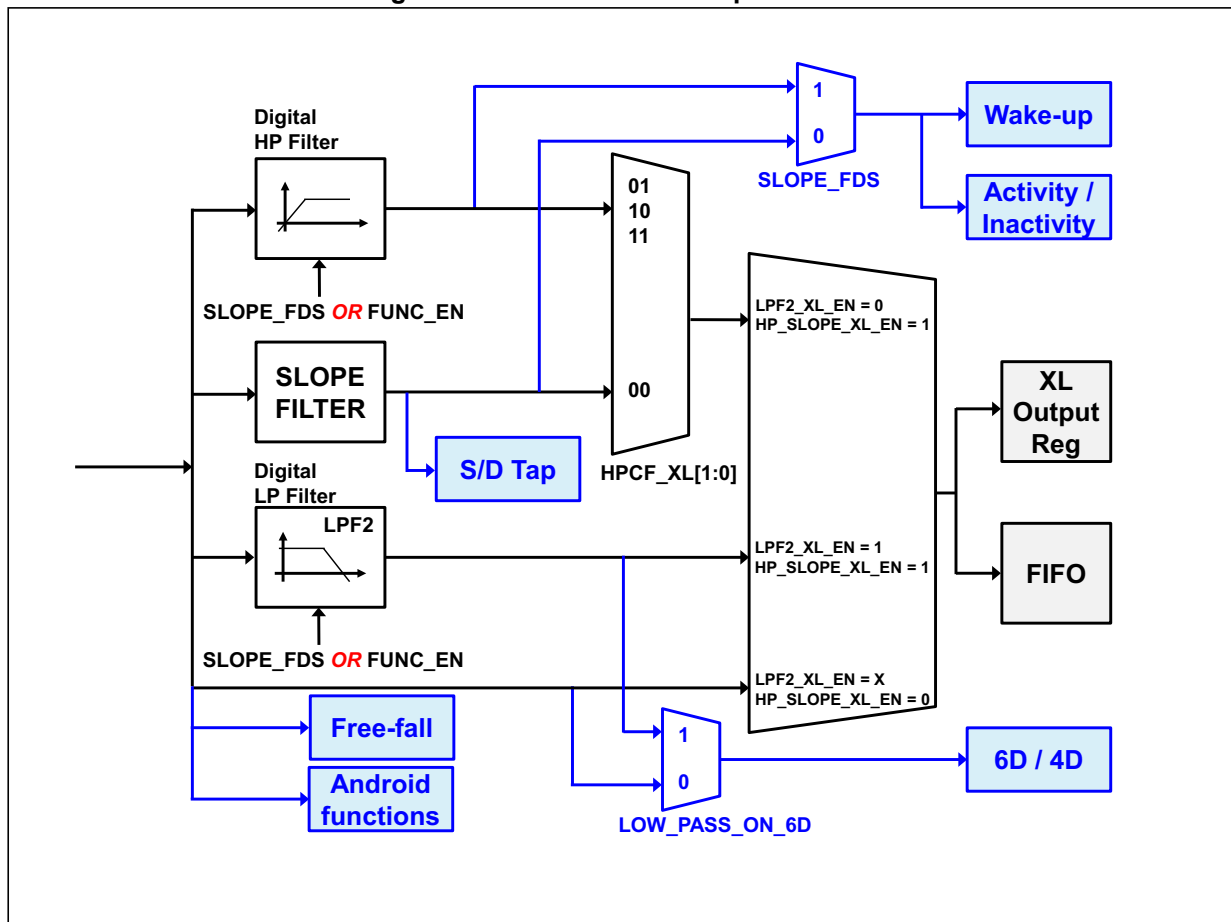 1
0
SLOPE_FDS
Wake-up
Activity /
Inactivity
Digital
HP Filter
SLOPE_FDS OR FUNC_EN
SLOPE
FILTER
S/D Tap
01
10
11
00
HPCF_XL[1:0]
Digital
LP Filter
LPF2
SLOPE_FDS OR FUNC_EN
LPF2_XL_EN = 0
HP_SLOPE_XL_EN = 1
LPF2_XL_EN = 1
HP_SLOPE_XL_EN = 1
LPF2_XL_EN = X
HP_SLOPE_XL_EN = 0
XL
Output
Reg
FIFO
Free-fall
Android
functions
1
0
LOW_PASS_ON_6D
6D / 4D